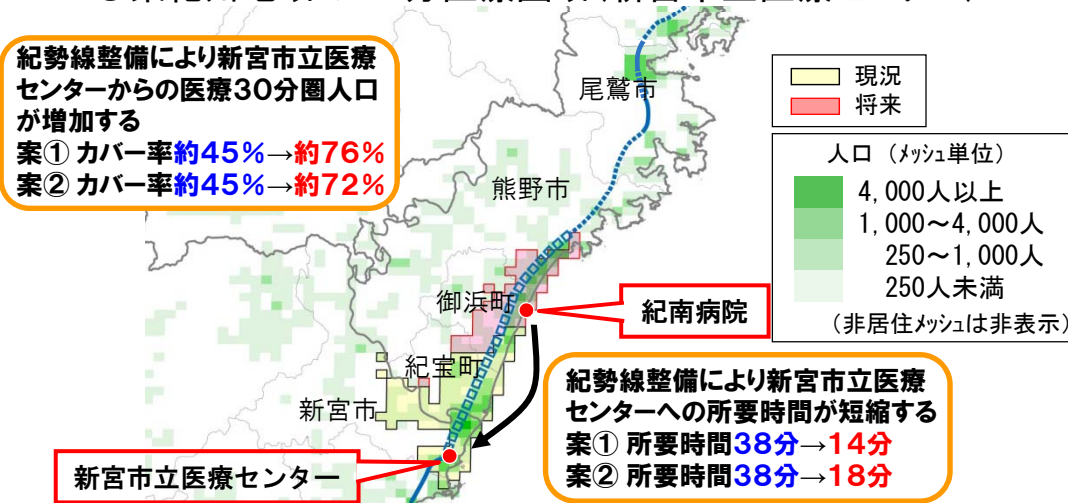 紀勢線整備により新宮市立医療
センターからの医療30分圏人口
が増加する
案① カバー率約45%→約76%
案② カバー率約45%→約72%
尾鷲市
現況
将来
人口（メッシュ単位）
4,000人以上
1,000～4,000人
250～1,000人
250人未満
（非居住メッシュは非表示）
熊野市
御浜町
紀南病院
紀宝町
新宮市
紀勢線整備により新宮市立医療
センターへの所要時間が短縮する
案① 所要時間38分→14分
案② 所要時間38分→18分
新宮市立医療センター